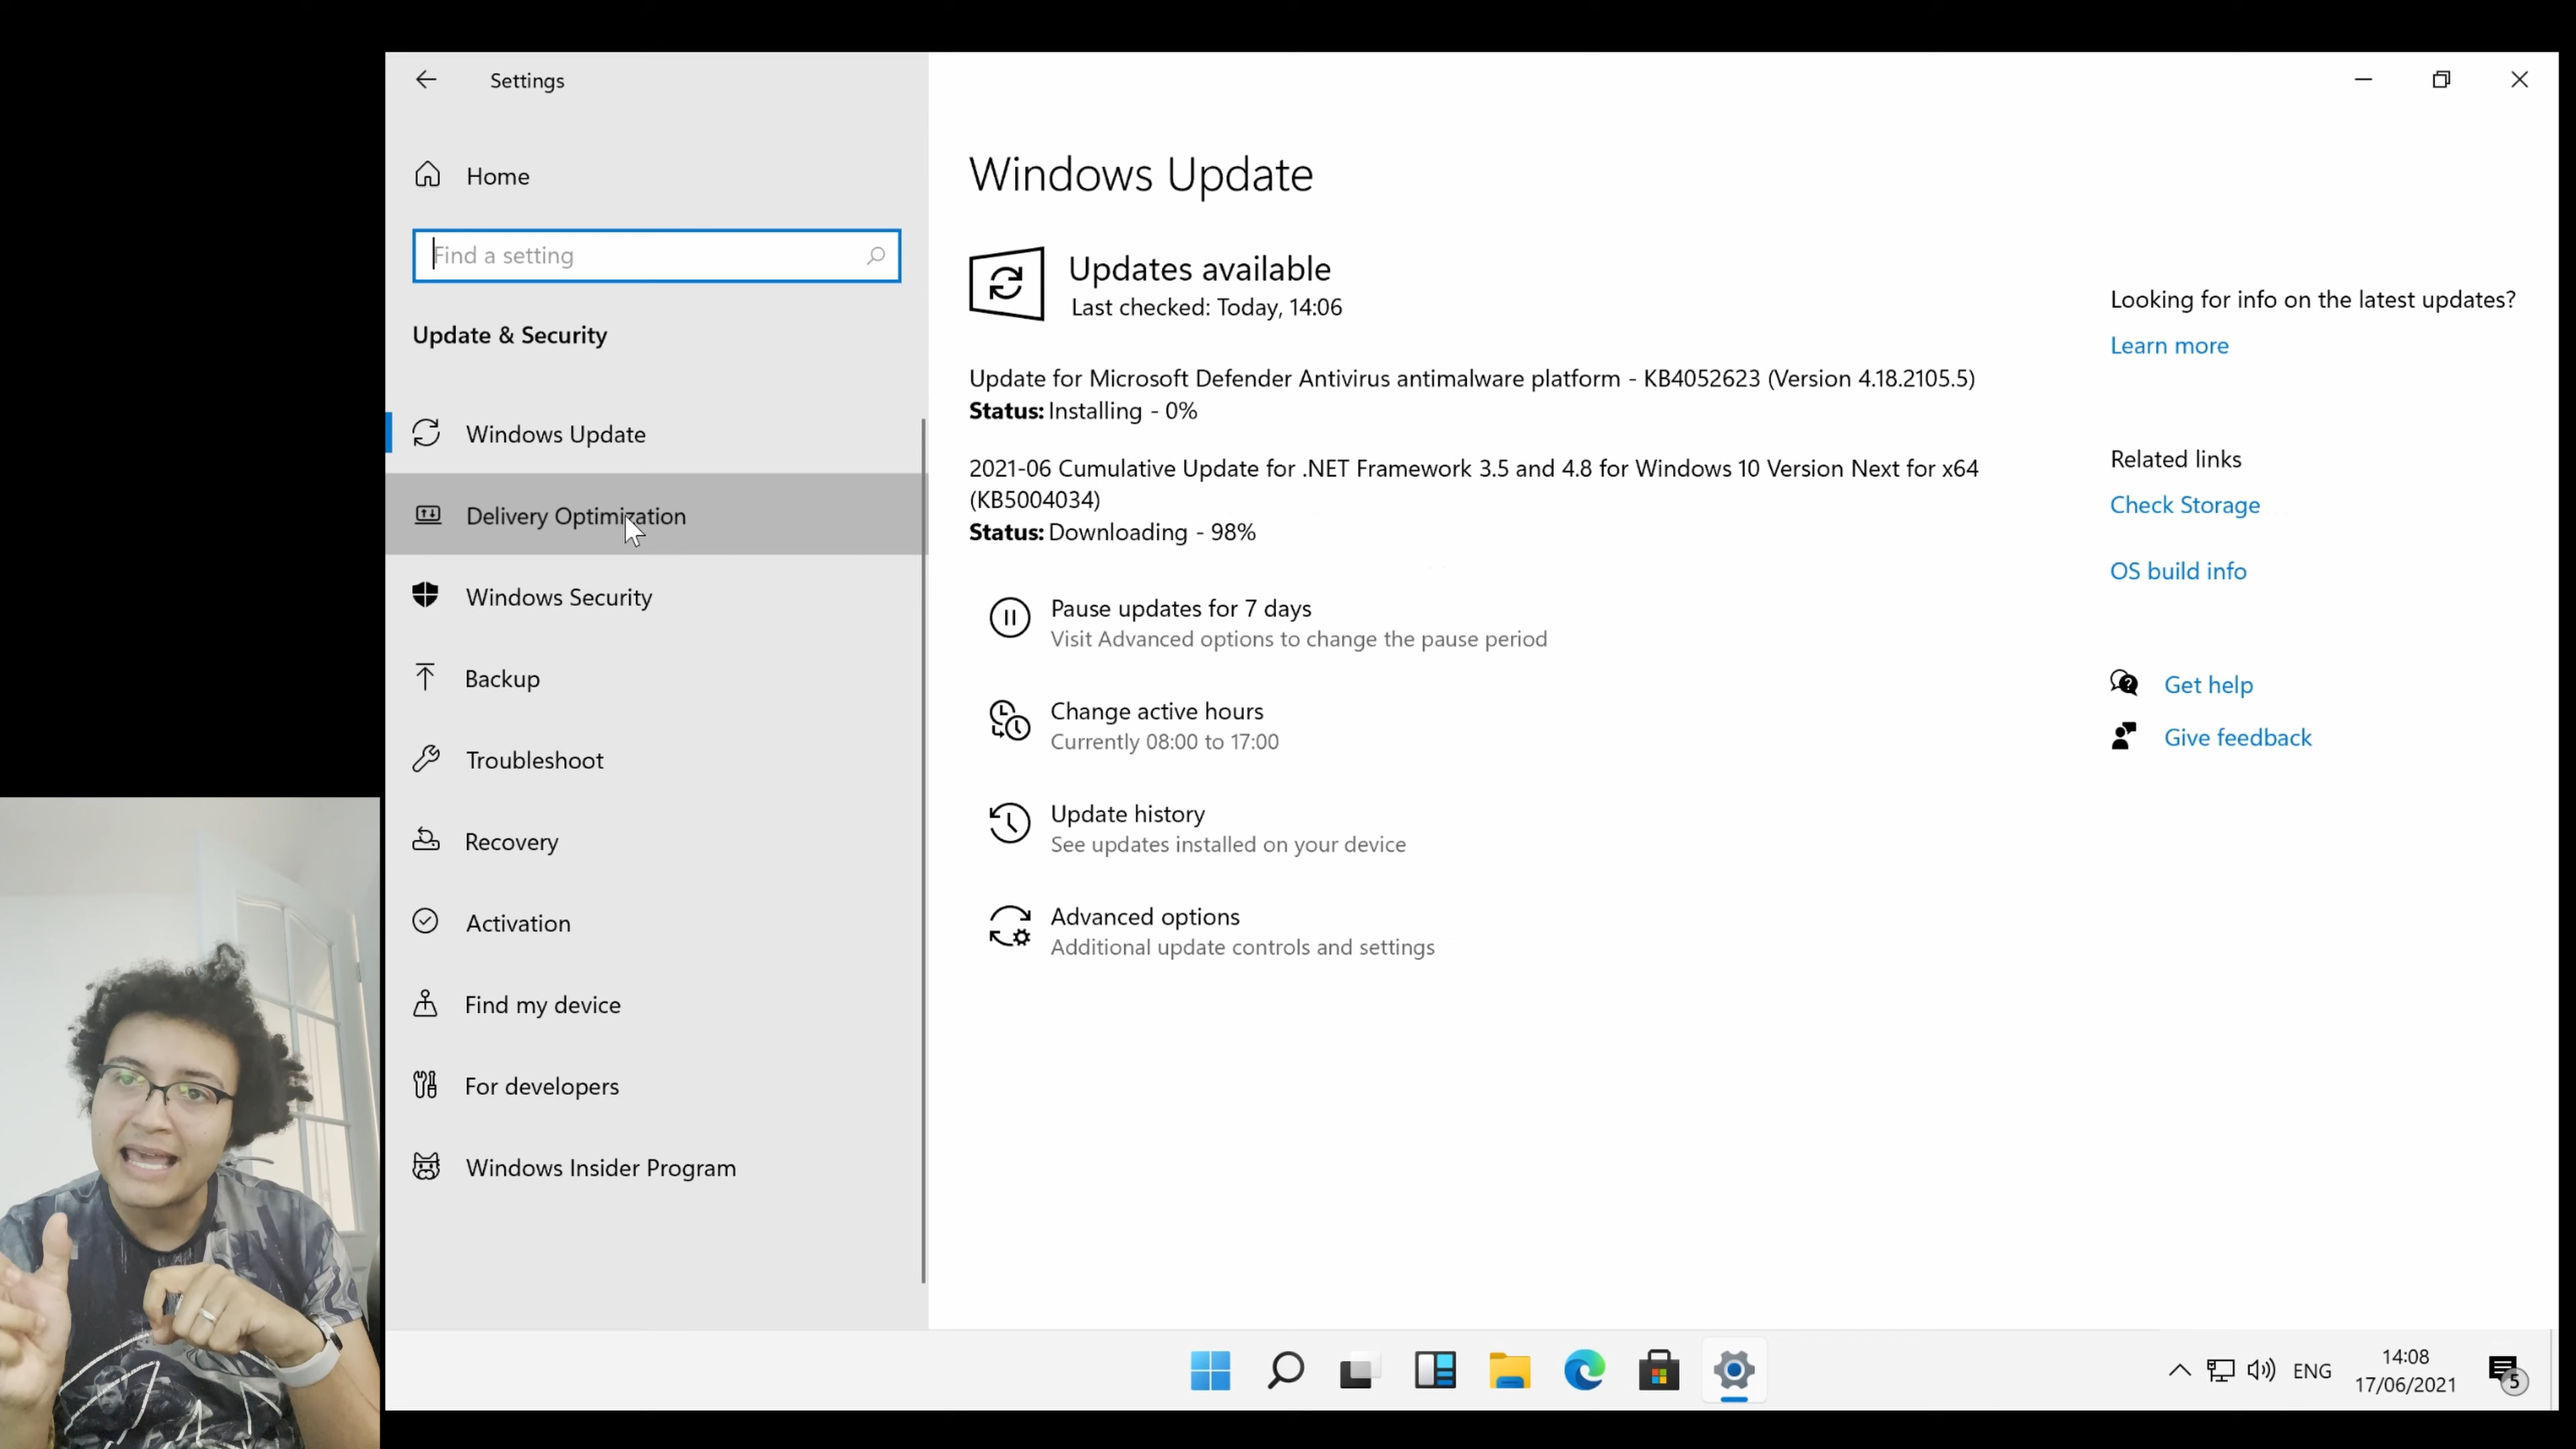 Settings
Home
Find a setting
Update & Security
Windows Update
Delivery Optimization
Windows Security
Backup
Troubleshoot
Recovery
Activation
Find my device
For developers
Windows Insider Program
Windows Update
Updates available
Last checked: Today, 14:06
Update for Microsoft Defender Antivirus antimalware platform - KB4052623 (Version 4.18.2105.5)
Status: Installing - 0%
2021-06 Cumulative Update for .NET Framework 3.5 and 4.8 for Windows 10 Version Next for x64
(KB5004034)
Status: Downloading - 98%
Pause updates for 7 days
Visit Advanced options to change the pause period
Change active hours
Currently 08:00 to 17:00
Update history
See updates installed on your device
Advanced options
Additional update controls and settings
Looking for info on the latest updates?
Learn more
Related links
Check Storage
OS build info
Get help
Give feedback
ENG
14:08
17/06/2021
5